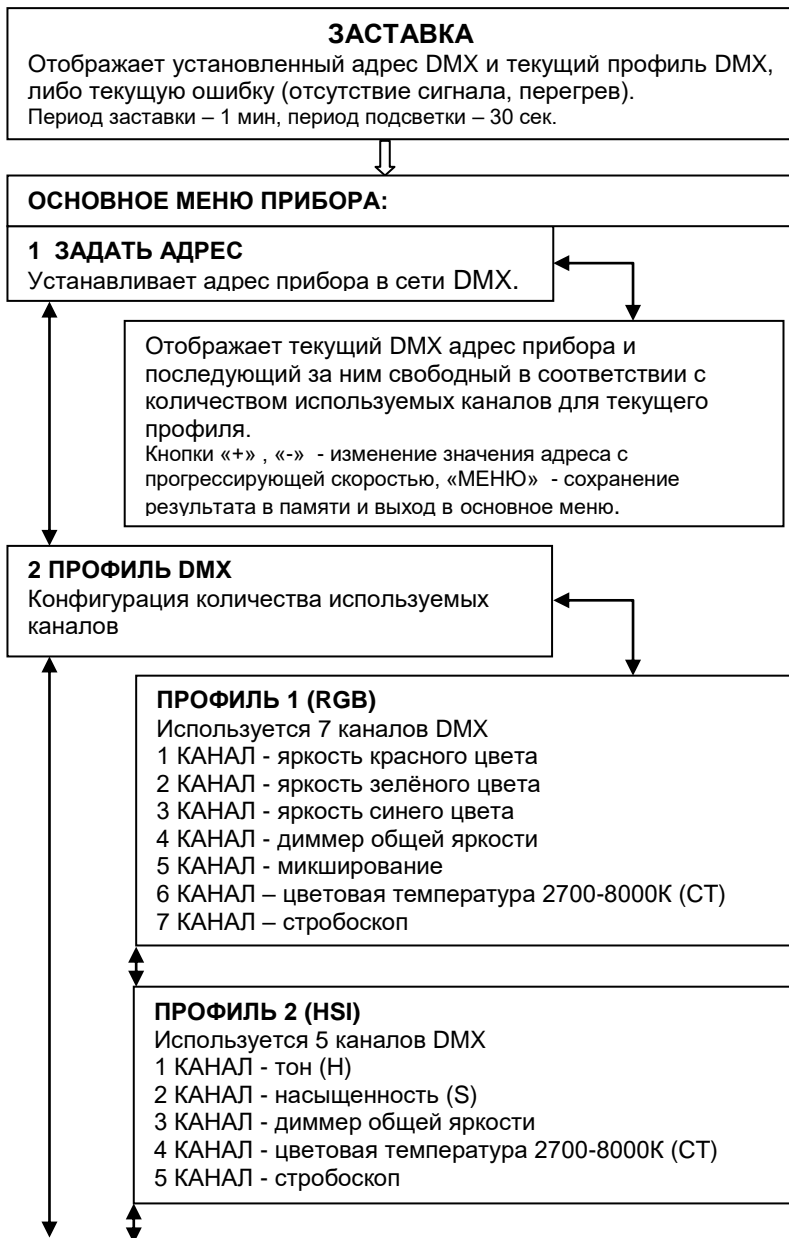 ЗАСТАВКА
Отображает установленный адрес DMX и текущий профиль DMX,
либо текущую ошибку (отсутствие сигнала, перегрев).
Период заставки – 1 мин, период подсветки – 30 сек.
ОСНОВНОЕ МЕНЮ ПРИБОРА:
1 ЗАДАТЬ АДРЕС
Устанавливает адрес прибора в сети DMX.
Отображает текущий DMX адрес прибора и
последующий за ним свободный в соответствии с
количеством используемых каналов для текущего
профиля.
Кнопки «+» , «-» - изменение значения адреса с
прогрессирующей скоростью, «МЕНЮ» - сохранение
результата в памяти и выход в основное меню.
2 ПРОФИЛЬ DMX
Конфигурация количества используемых
каналов
ПРОФИЛЬ 1 (RGB)
Используется 7 каналов DMX
1 КАНАЛ - яркость красного цвета
2 КАНАЛ - яркость зелёного цвета
3 КАНАЛ - яркость синего цвета
4 КАНАЛ - диммер общей яркости
5 КАНАЛ - микширование
6 КАНАЛ – цветовая температура 2700-8000К (СТ)
7 КАНАЛ – стробоскоп
ПРОФИЛЬ 2 (HSI)
Используется 5 каналов DMX
1 КАНАЛ - тон (H)
2 КАНАЛ - насыщенность (S)
3 КАНАЛ - диммер общей яркости
4 КАНАЛ - цветовая температура 2700-8000К (СТ)
5 КАНАЛ - стробоскоп